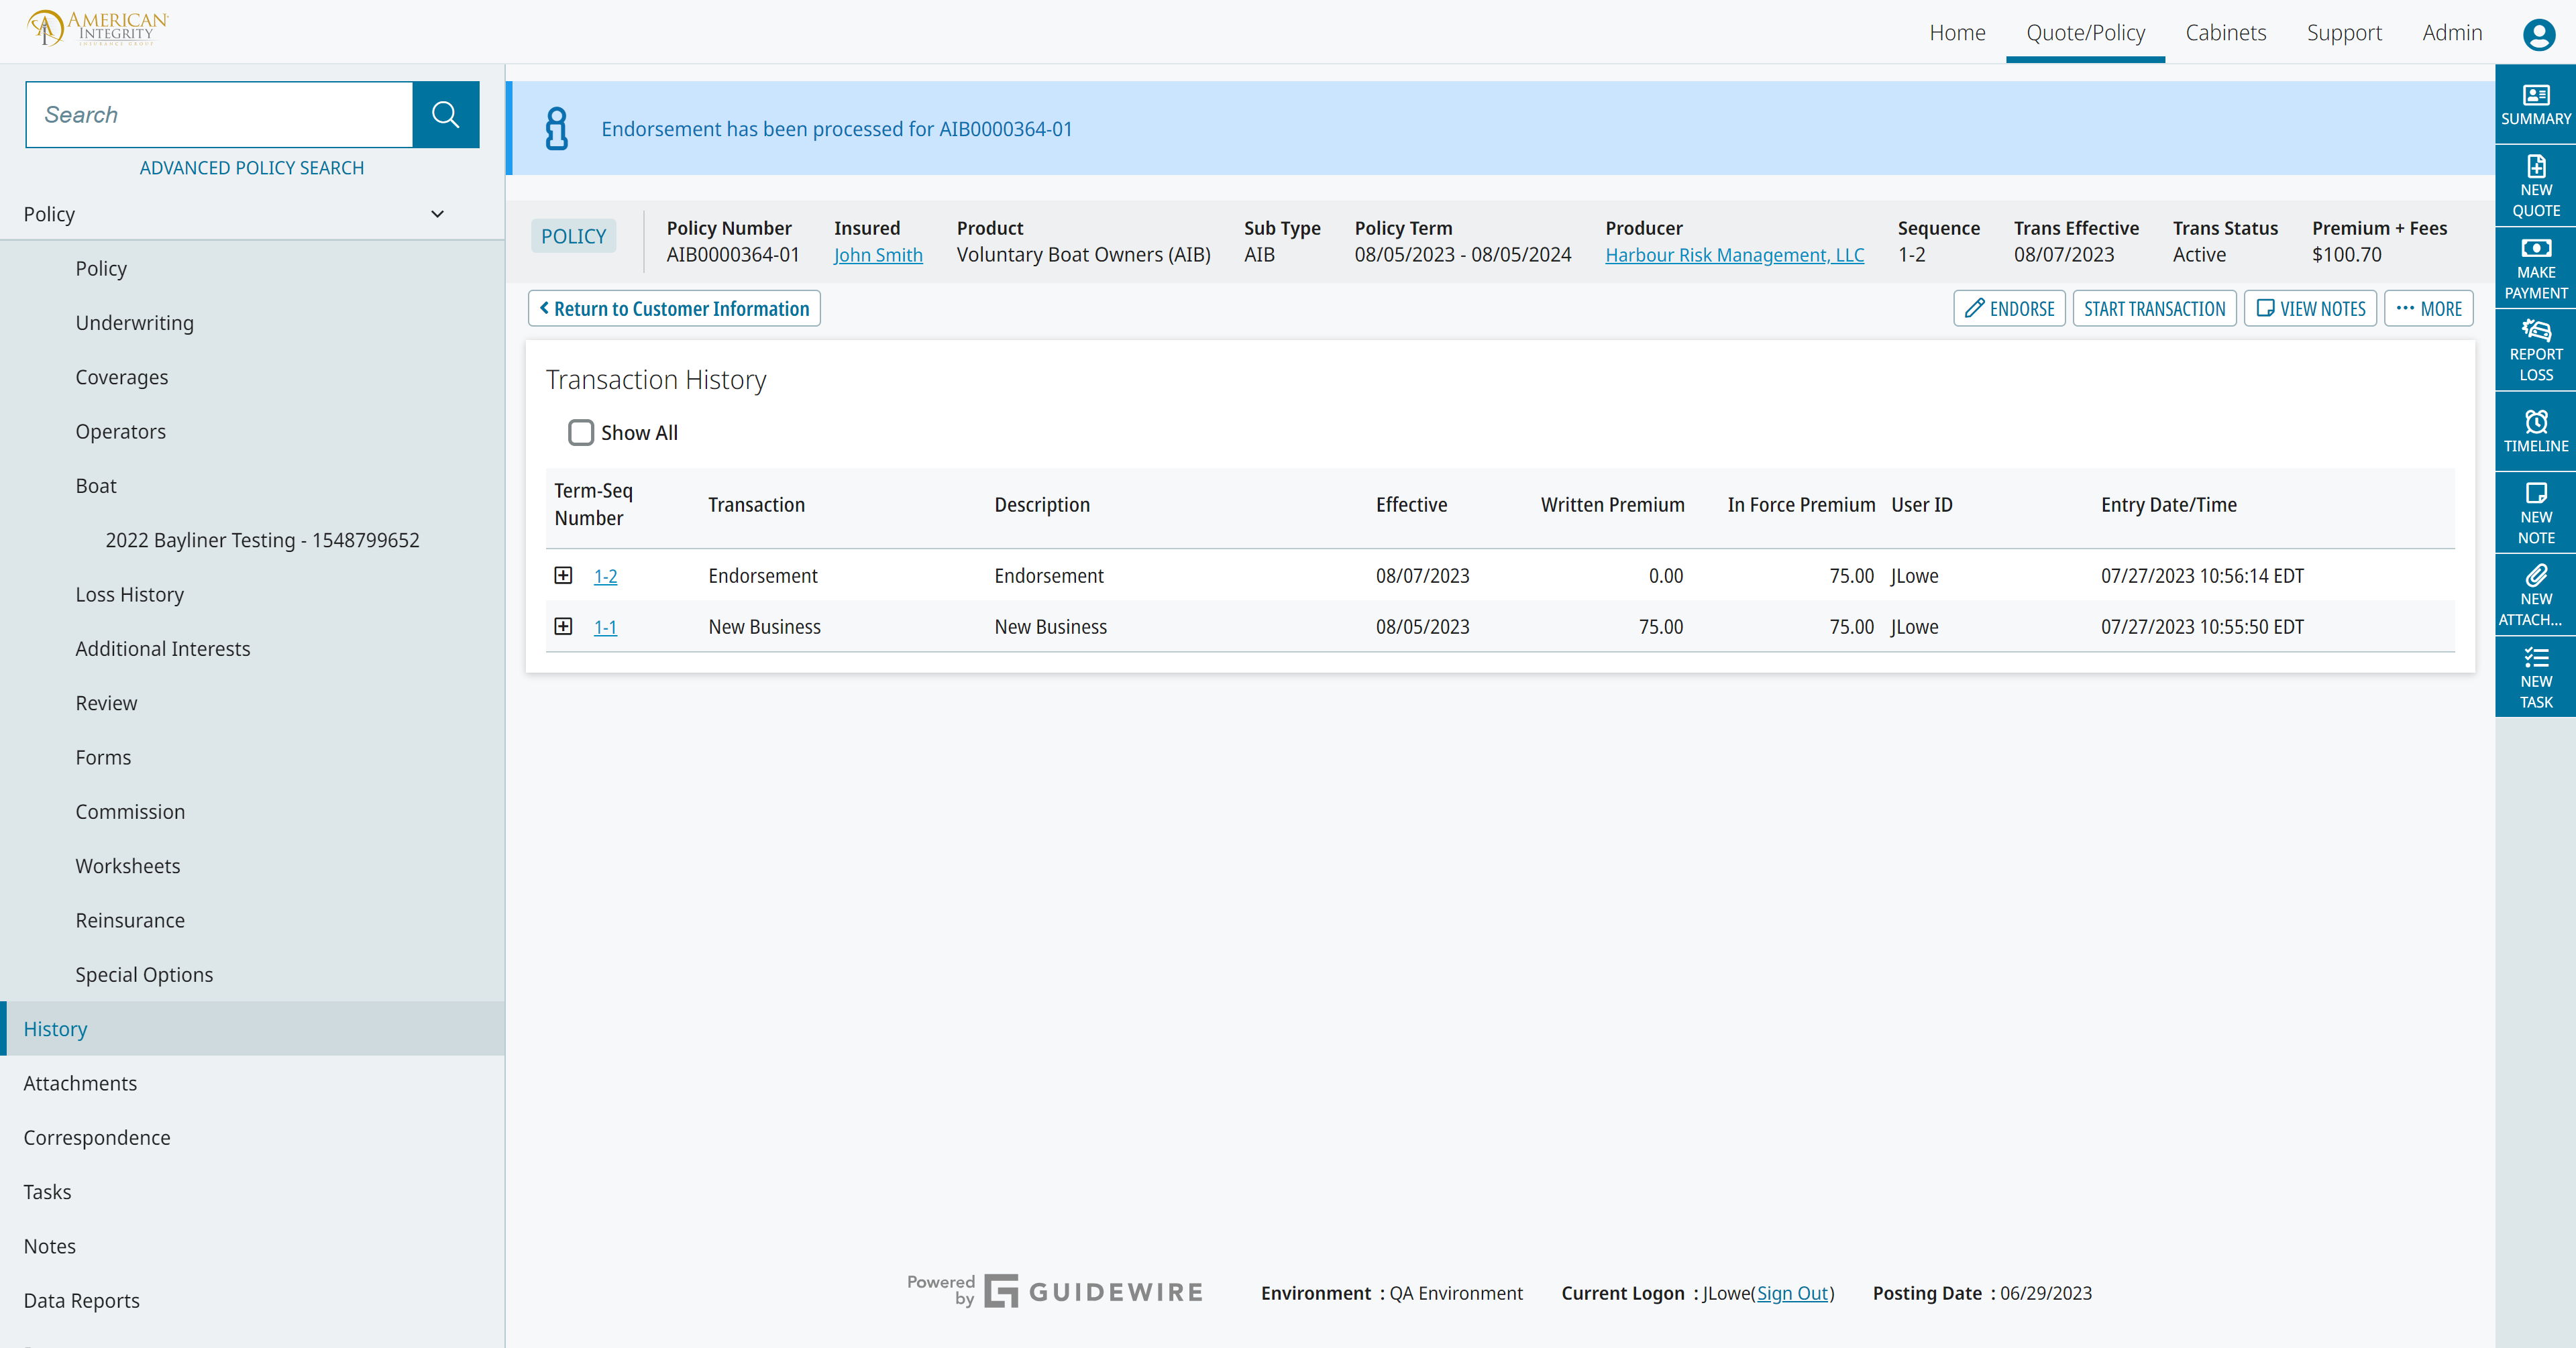 AMERICAN
INTEGRITY
INSURANCE GROUP
Home
Quote/Policy
Cabinets
Support
Admin
Search
ADVANCED POLICY SEARCH
Policy
Policy
Underwriting
Coverages
Operators
Boat
2022 Bayliner Testing - 1548799652
Loss History
Additional Interests
Review
Forms
Commission
Worksheets
Reinsurance
Special Options
History
Attachments
Correspondence
Tasks
Notes
Data Reports
Endorsement has been processed for AIB0000364-01
POLICY
Policy Number Insured Product Sub Type Policy Term Producer Sequence Trans Effective Trans Status Premium + Fees
AIB0000364-01 John Smith Voluntary Boat Owners (AIB) AIB 08/05/2023 - 08/05/2024 Harbour Risk Management, LLC 1-2 08/07/2023 Active $100.70
Return to Customer Information
ENDORSE
START TRANSACTION
VIEW NOTES
MORE
Transaction History
Show All
Term-Seq Number Transaction Description Effective Written Premium In Force Premium User ID Entry Date/Time
1-2 Endorsement Endorsement 08/07/2023 0.00 75.00 JLowe 07/27/2023 10:56:14 EDT
1-1 New Business New Business 08/05/2023 75.00 75.00 JLowe 07/27/2023 10:55:50 EDT
SUMMARY
NEW
QUOTE
MAKE
PAYMENT
REPORT
LOSS
TIMELINE
NEW
NOTE
NEW
ATTACH...
NEW
TASK
Powered
by
GUIDEWIRE
Environment : QA Environment Current Logon : JLowe(Sign Out) Posting Date : 06/29/2023